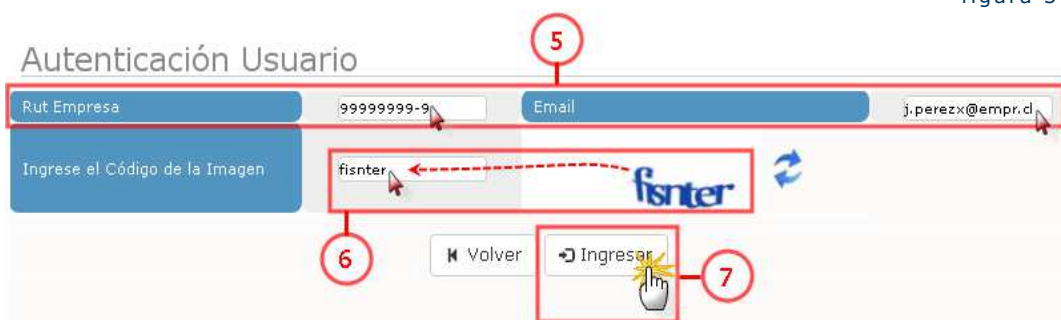 figura 5
Autenticación Usuario
5
Rut Empresa 99999999-9 Email j.perezx@empr.cl
Ingrese el Código de la Imagen fisnter fisnter
6
Volver Ingresar
7